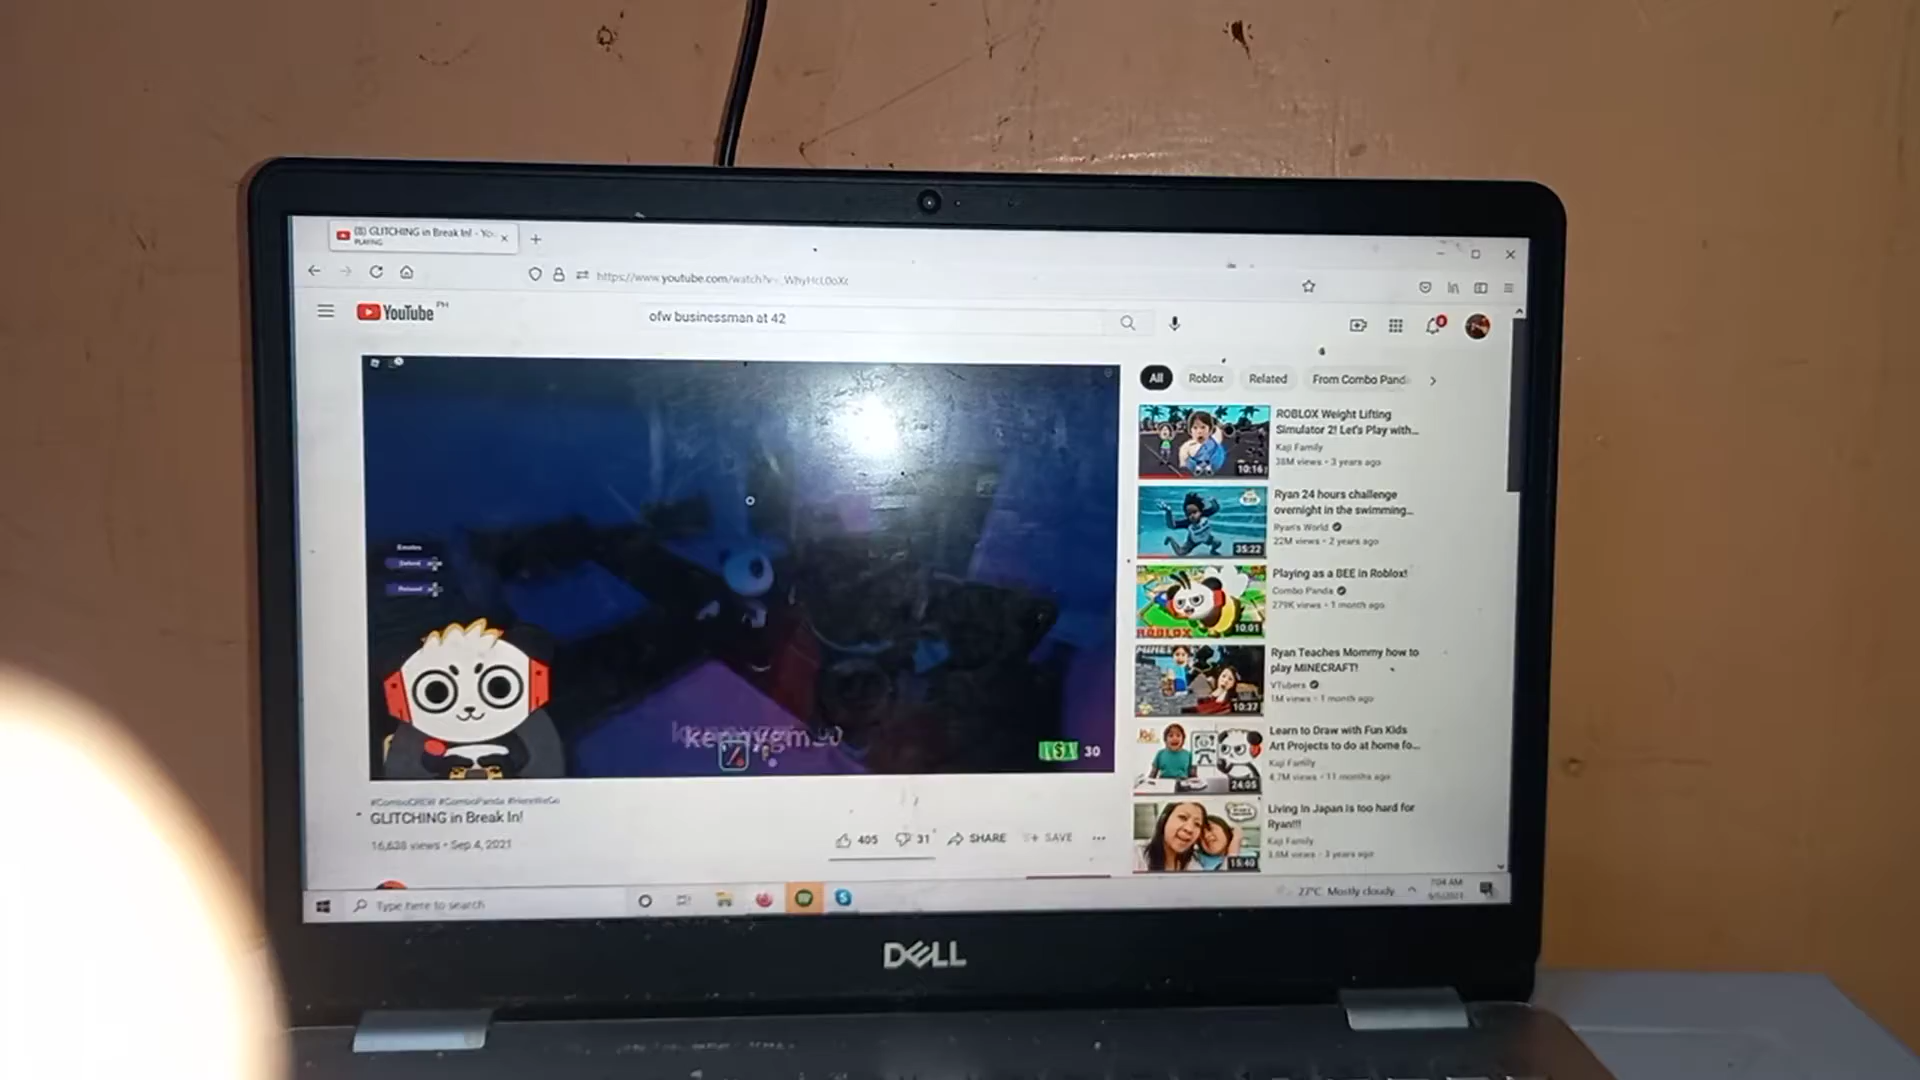 (8) GLITCHING in Break In! - Yo
PLAYING
https://www.youtube.com/watch?v=
YouTube PH
ofw businessman at 42
All
Roblox
Related
From Combo Pand
ROBLOX Weight Lifting
Simulator 2! Let's Play with...
Kaji Family
38M views • 3 years ago
10:16
Ryan 24 hours challenge
overnight in the swimming...
Ryan's World
22M views • 2 years ago
35:22
Playing as a BEE in Roblox!
Combo Panda
279K views • 1 month ago
10:01
ROBLOX
Ryan Teaches Mommy how to
play MINECRAFT!
VTubers
1M views • 1 month ago
10:37
Learn to Draw with Fun Kids
Art Projects to do at home fo...
Kaji Family
4.7M views • 11 months ago
24:05
Living in Japan is too hard for
Ryan!!!
Kaji Family
3.8M views • 3 years ago
15:40
Emotes
30
#ComboCREW #ComboPanda
GLITCHING in Break In!
16,638 views • Sep 4, 2021
405
31
SHARE
SAVE
Type here to search
27°C Mostly cloudy
7:04 AM
DELL